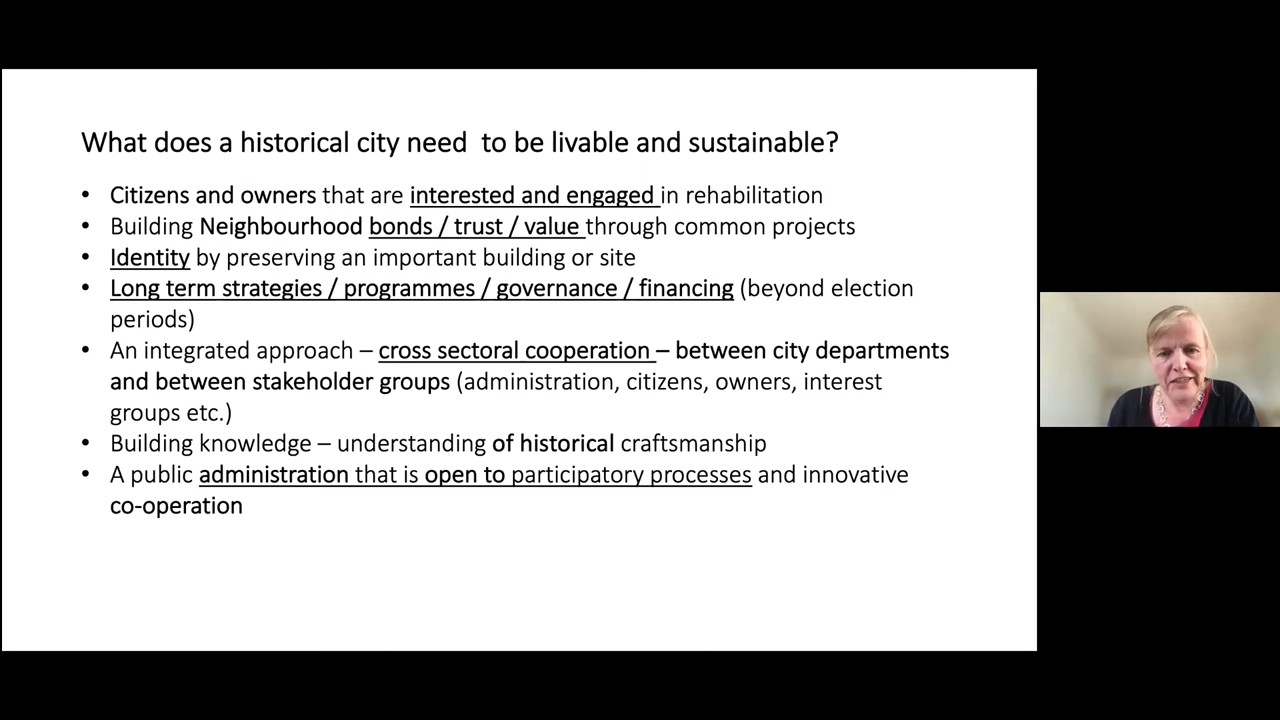 What does a historical city need  to be livable and sustainable?
• Citizens and owners that are interested and engaged in rehabilitation
• Building Neighbourhood bonds / trust / value through common projects
• Identity by preserving an important building or site
• Long term strategies / programmes / governance / financing (beyond election
periods)
• An integrated approach – cross sectoral cooperation – between city departments
and between stakeholder groups (administration, citizens, owners, interest
groups etc.)
• Building knowledge – understanding of historical craftsmanship
• A public administration that is open to participatory processes and innovative
co-operation